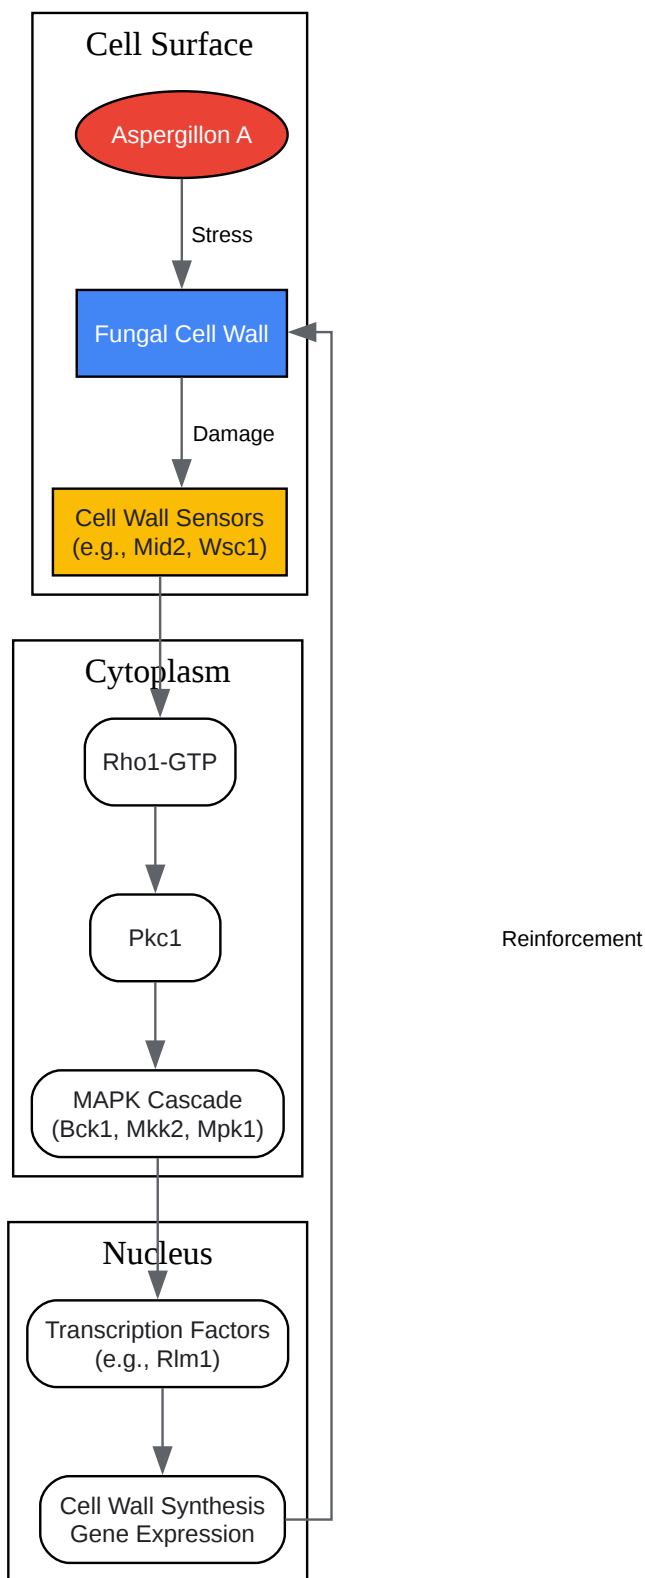 Cell Surface
Aspergillon A
Stress
Fungal Cell Wall
Damage
Cell Wall Sensors
(e.g., Mid2, Wsc1)
Cytoplasm
Rho1-GTP
Pkc1
Reinforcement
MAPK Cascade
(Bck1, Mkk2, Mpk1)
Nucleus
Transcription Factors
(e.g., Rlm1)
Cell Wall Synthesis
Gene Expression